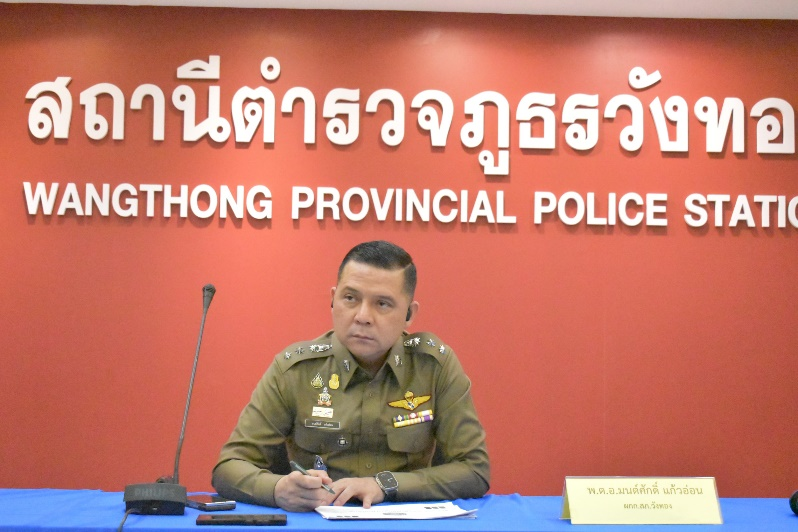 สถานีตำรวจภูธรวังทอ
WANGTHONG PROVINCIAL POLICE STATIO
พ.ต.อ.มนต์ศักดิ์ แก้วอ่อน
ผกก.สภ.วังทอง